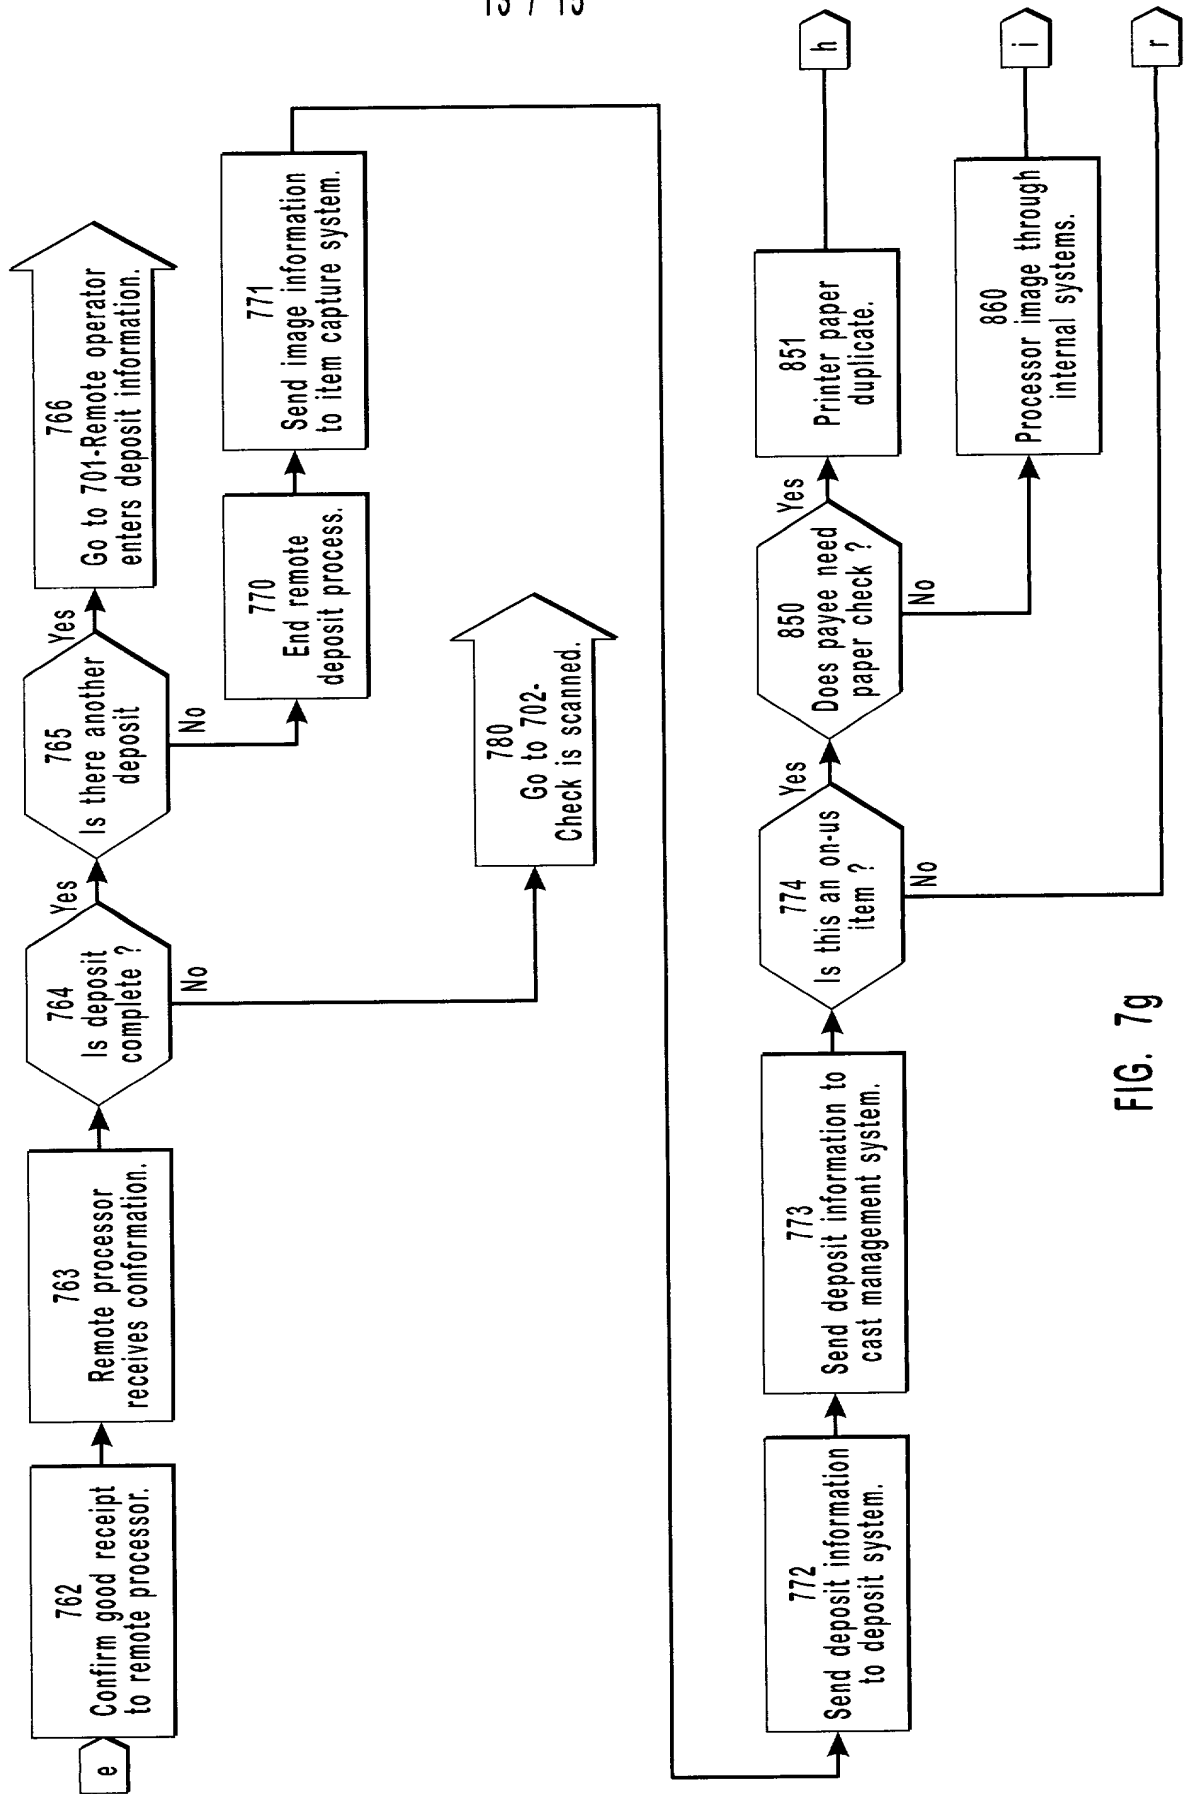 13 / 15
e
762
Confirm good receipt
to remote processor.
763
Remote processor
receives conformation.
764
Is deposit
complete ?
Yes
No
765
Is there another
deposit
Yes
No
766
Go to 701-Remote operator
enters deposit information.
770
End remote
deposit process.
771
Send image information
to item capture system.
780
Go to 702-
Check is scanned.
772
Send deposit information
to deposit system.
773
Send deposit information to
cast management system.
774
Is this an on-us
item ?
Yes
No
850
Does payee need
paper check ?
Yes
No
851
Printer paper
duplicate.
h
860
Processor image through
internal systems.
i
r
FIG. 7g